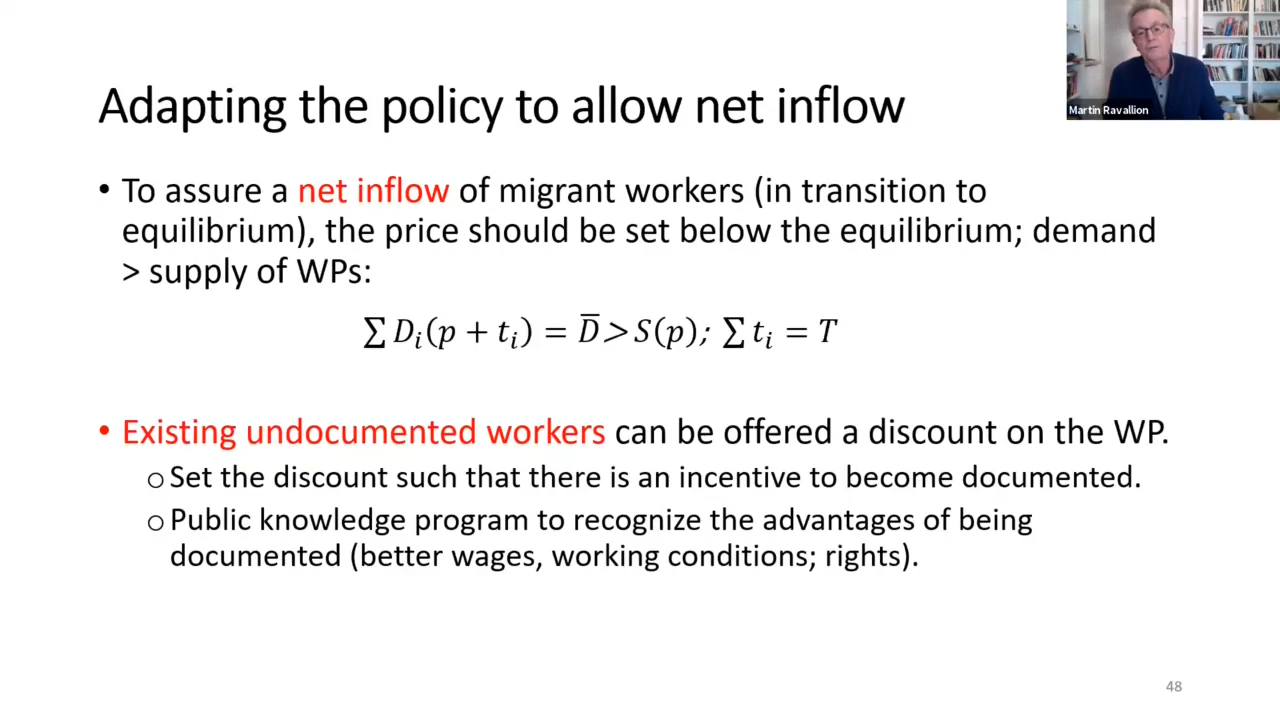 Martin Ravallion
Adapting the policy to allow net inflow
• To assure a net inflow of migrant workers (in transition to
equilibrium), the price should be set below the equilibrium; demand
> supply of WPs:
∑ Dᵢ(p + tᵢ) = D̅ > S(p); ∑ tᵢ = T
• Existing undocumented workers can be offered a discount on the WP.
o Set the discount such that there is an incentive to become documented.
o Public knowledge program to recognize the advantages of being
documented (better wages, working conditions; rights).
48